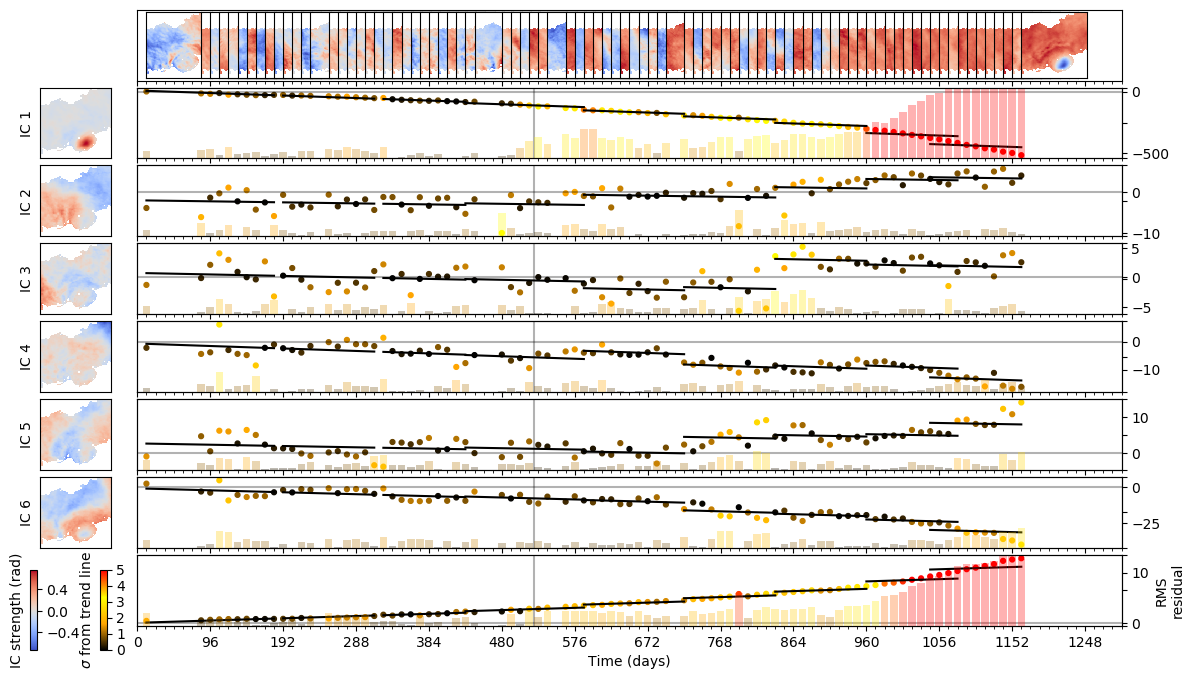 IC 1
0
−500
IC 2
0
−10
IC 3
5
0
−5
IC 4
0
−10
IC 5
10
0
IC 6
0
−25
IC strength (rad)
0.4
0.0
−0.4
σ from trend line
5
4
3
2
1
0
10
0
RMS
residual
0 96 192 288 384 480 576 672 768 864 960 1056 1152 1248
Time (days)